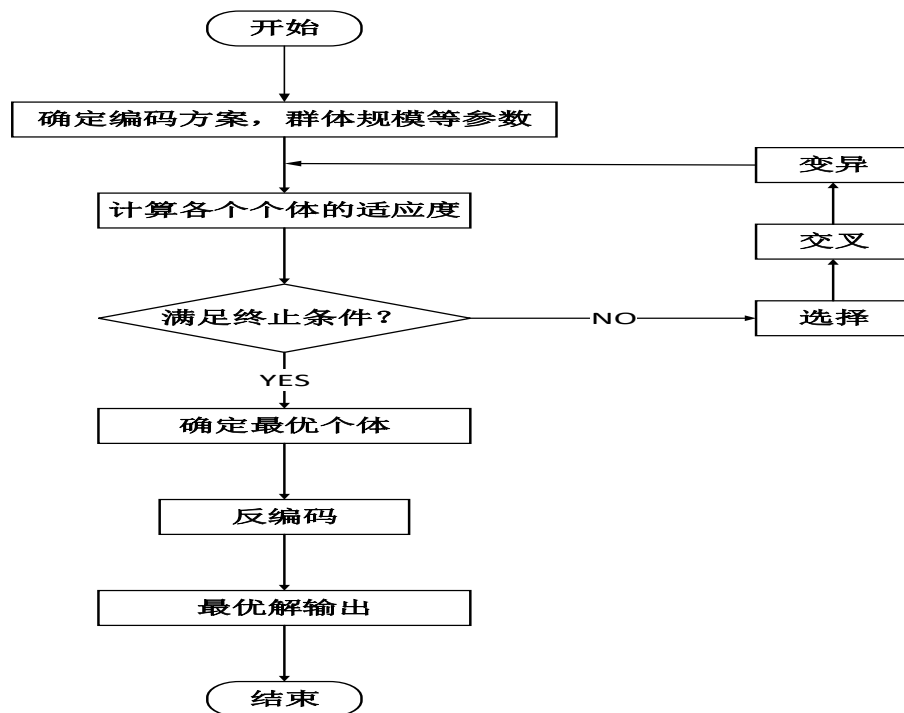 开始
确定编码方案，群体规模等参数
变异
计算各个个体的适应度
交叉
满足终止条件？
NO
选择
YES
确定最优个体
反编码
最优解输出
结束